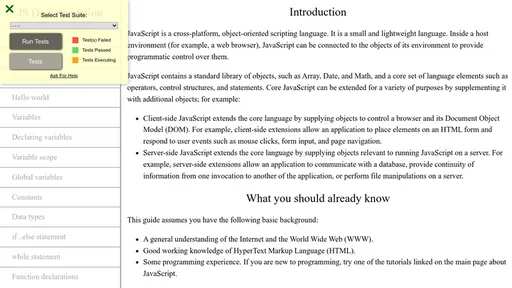 Select Test Suite:
- - -
Run Tests
Test(s) Failed
Tests Passed
Tests Executing
Tests
Ask For Help
Hello world
Variables
Declaring variables
Variable scope
Global variables
Constants
Data types
if...else statement
while statement
Function declarations
Introduction
JavaScript is a cross-platform, object-oriented scripting language. It is a small and lightweight language. Inside a host
environment (for example, a web browser), JavaScript can be connected to the objects of its environment to provide
programmatic control over them.
JavaScript contains a standard library of objects, such as Array, Date, and Math, and a core set of language elements such as
operators, control structures, and statements. Core JavaScript can be extended for a variety of purposes by supplementing it
with additional objects; for example:
Client-side JavaScript extends the core language by supplying objects to control a browser and its Document Object
Model (DOM). For example, client-side extensions allow an application to place elements on an HTML form and
respond to user events such as mouse clicks, form input, and page navigation.
Server-side JavaScript extends the core language by supplying objects relevant to running JavaScript on a server. For
example, server-side extensions allow an application to communicate with a database, provide continuity of
information from one invocation to another of the application, or perform file manipulations on a server.
What you should already know
This guide assumes you have the following basic background:
A general understanding of the Internet and the World Wide Web (WWW).
Good working knowledge of HyperText Markup Language (HTML).
Some programming experience. If you are new to programming, try one of the tutorials linked on the main page about
JavaScript.